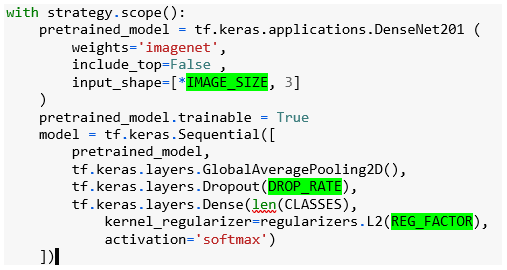 with strategy.scope():
    pretrained_model = tf.keras.applications.DenseNet201 (
        weights='imagenet',
        include_top=False ,
        input_shape=[*IMAGE_SIZE, 3]
    )
    pretrained_model.trainable = True
    model = tf.keras.Sequential([
        pretrained_model,
        tf.keras.layers.GlobalAveragePooling2D(),
        tf.keras.layers.Dropout(DROP_RATE),
        tf.keras.layers.Dense(len(CLASSES),
            kernel_regularizer=regularizers.L2(REG_FACTOR),
            activation='softmax')
    ])